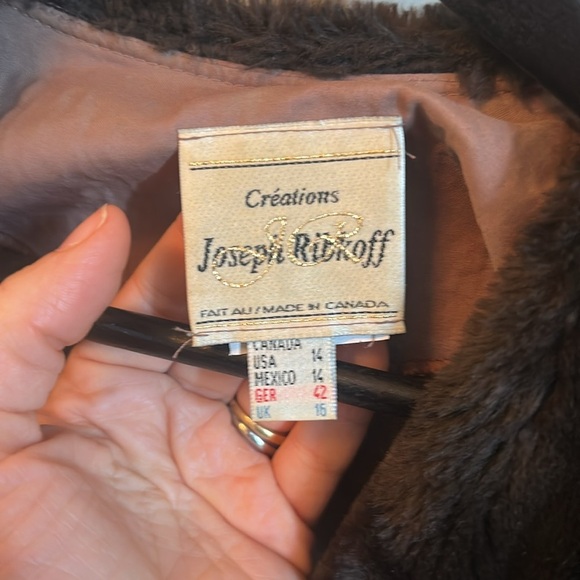 Créations
Joseph Ribkoff
FAIT AU / MADE IN CANADA
CANADA
USA 14
MEXICO 14
GER 42
UK 16